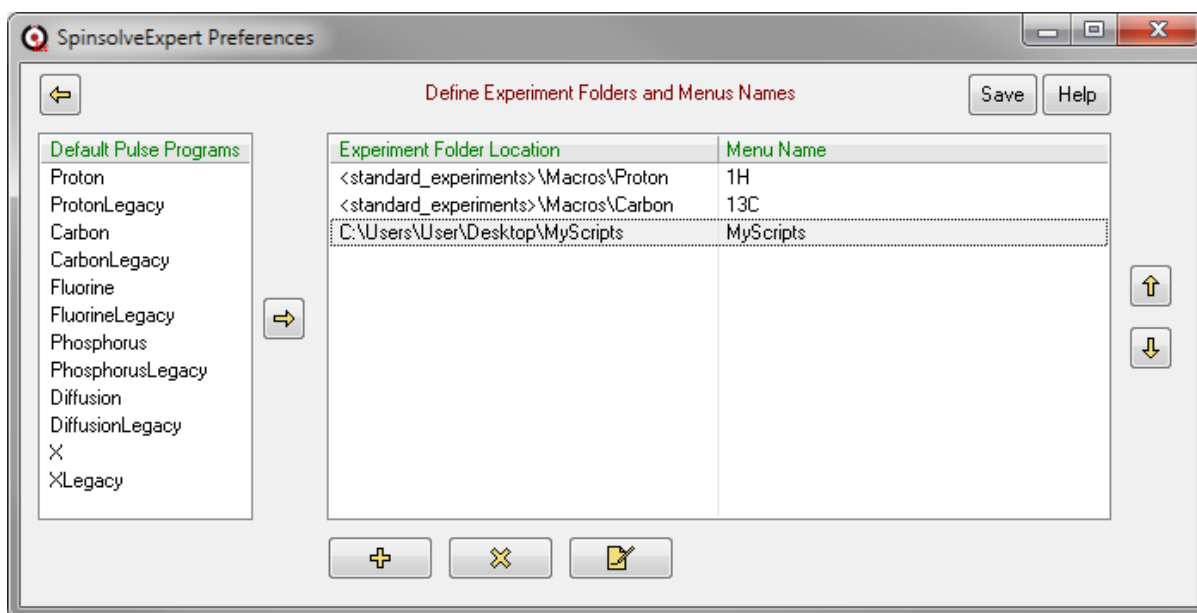 SpinsolveExpert Preferences
Define Experiment Folders and Menus Names
Save
Help
Default Pulse Programs
Proton
ProtonLegacy
Carbon
CarbonLegacy
Fluorine
FluorineLegacy
Phosphorus
PhosphorusLegacy
Diffusion
DiffusionLegacy
X
XLegacy
Experiment Folder Location Menu Name
<standard_experiments>\Macros\Proton 1H
<standard_experiments>\Macros\Carbon 13C
C:\Users\User\Desktop\MyScripts MyScripts